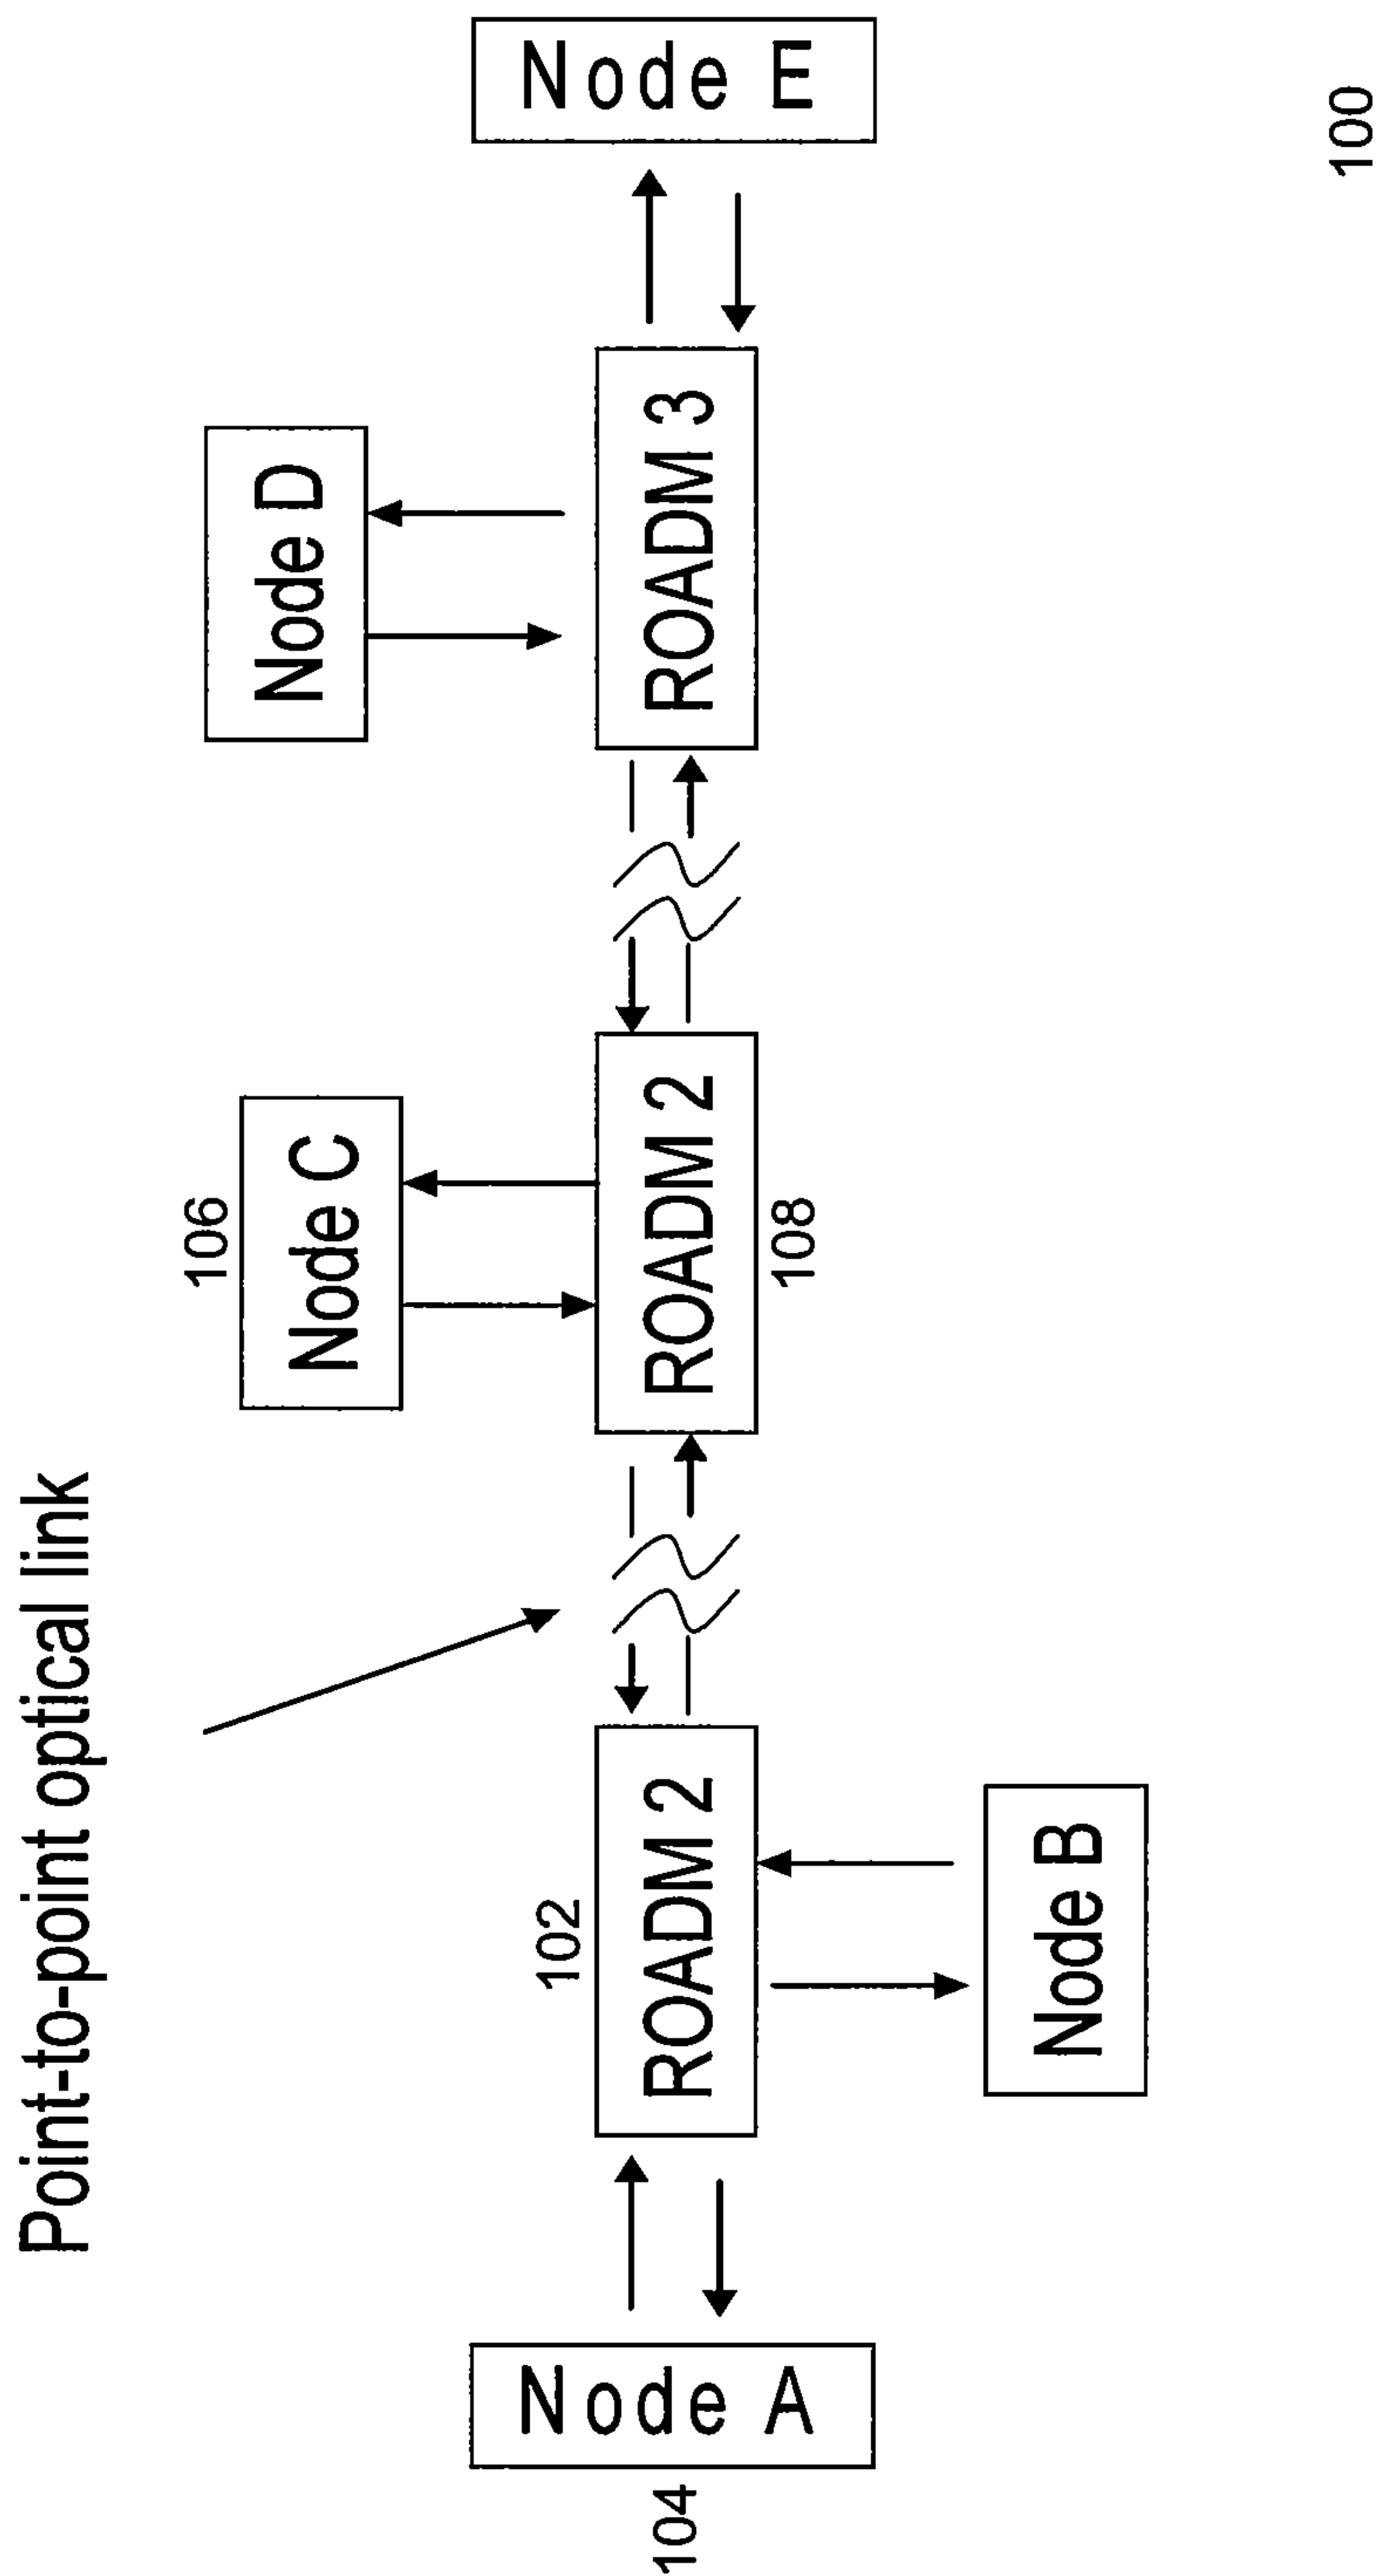 Point-to-point optical link
106
Node C
Node D
104
Node A
102
ROADM 2
ROADM 2
108
ROADM 3
Node E
Node B
100